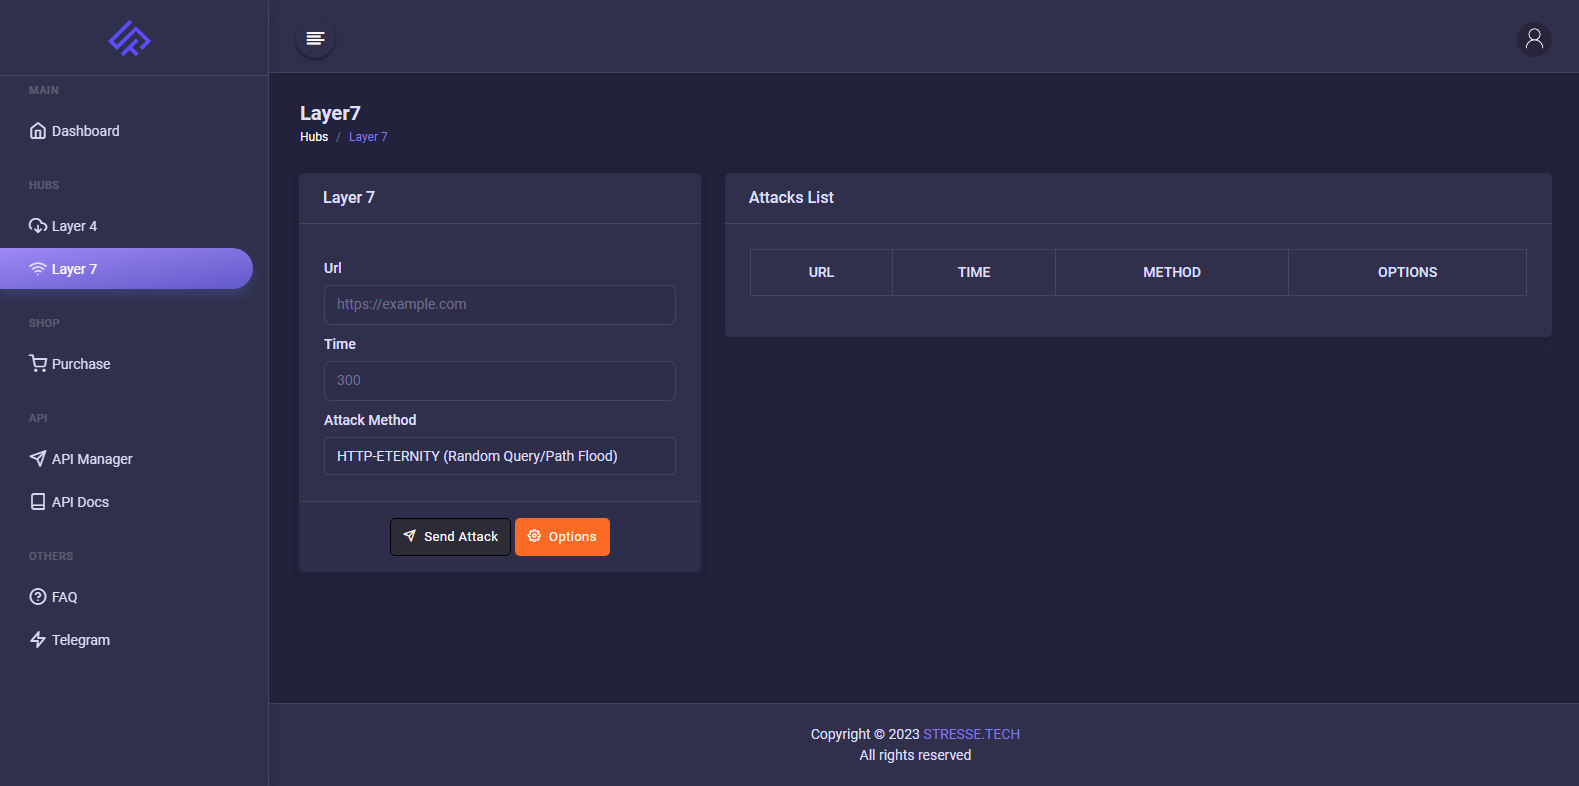 MAIN
Dashboard
HUBS
Layer 4
Layer 7
SHOP
Purchase
API
API Manager
API Docs
OTHERS
FAQ
Telegram
Layer7
Hubs / Layer 7
Layer 7
Url
https://example.com
Time
300
Attack Method
HTTP-ETERNITY (Random Query/Path Flood)
Send Attack Options
Attacks List
URL TIME METHOD OPTIONS
Copyright © 2023 STRESSE.TECH
All rights reserved